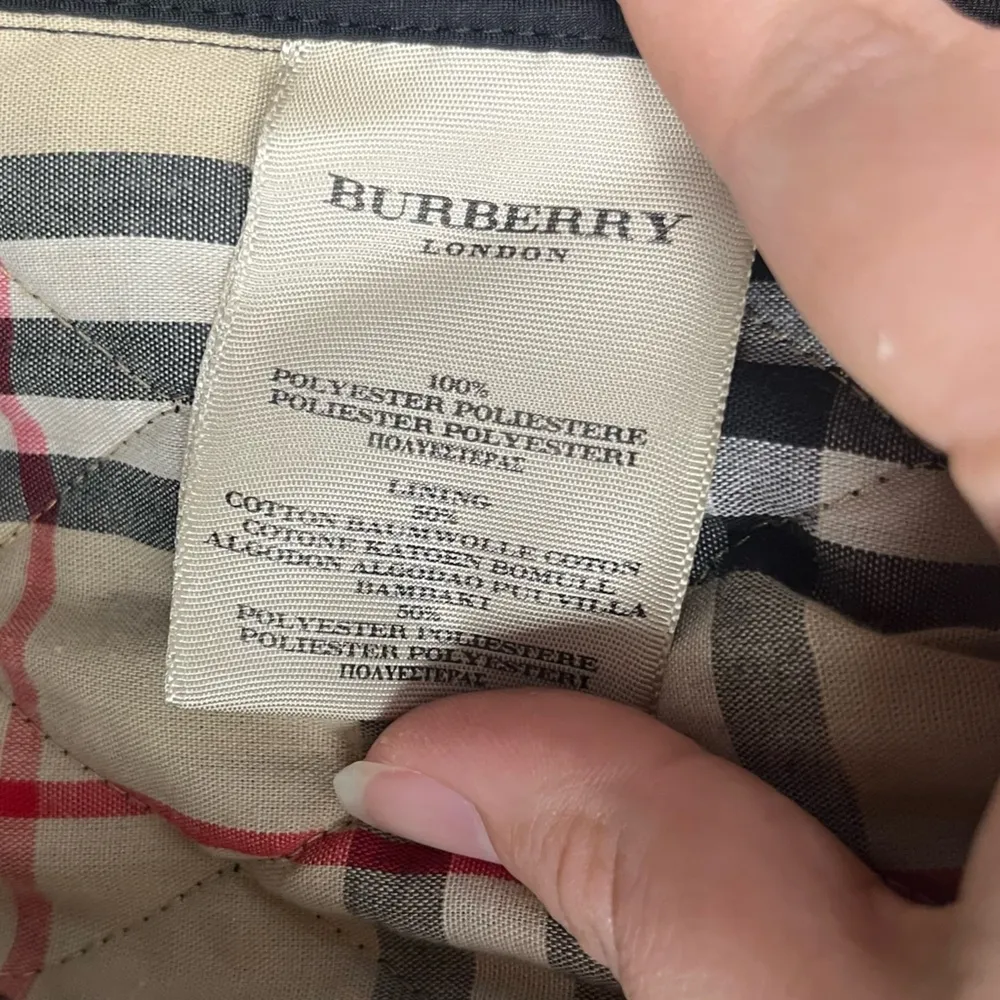 BURBERRY
LONDON
100%
POLYESTER POLIESTERE
POLIESTER POLYESTERI
ΠΟΛΥΕΣΤΕΡΑΣ
LINING
50%
COTTON BAUMWOLLE COTON
COTONE KATOEN BOMULL
ALGODON ALGODAO PUUVILLA
BAMBAKI
50%
POLYESTER POLIESTERE
POLIESTER POLYESTERI
ΠΟΛΥΕΣΤΕΡΑΣ